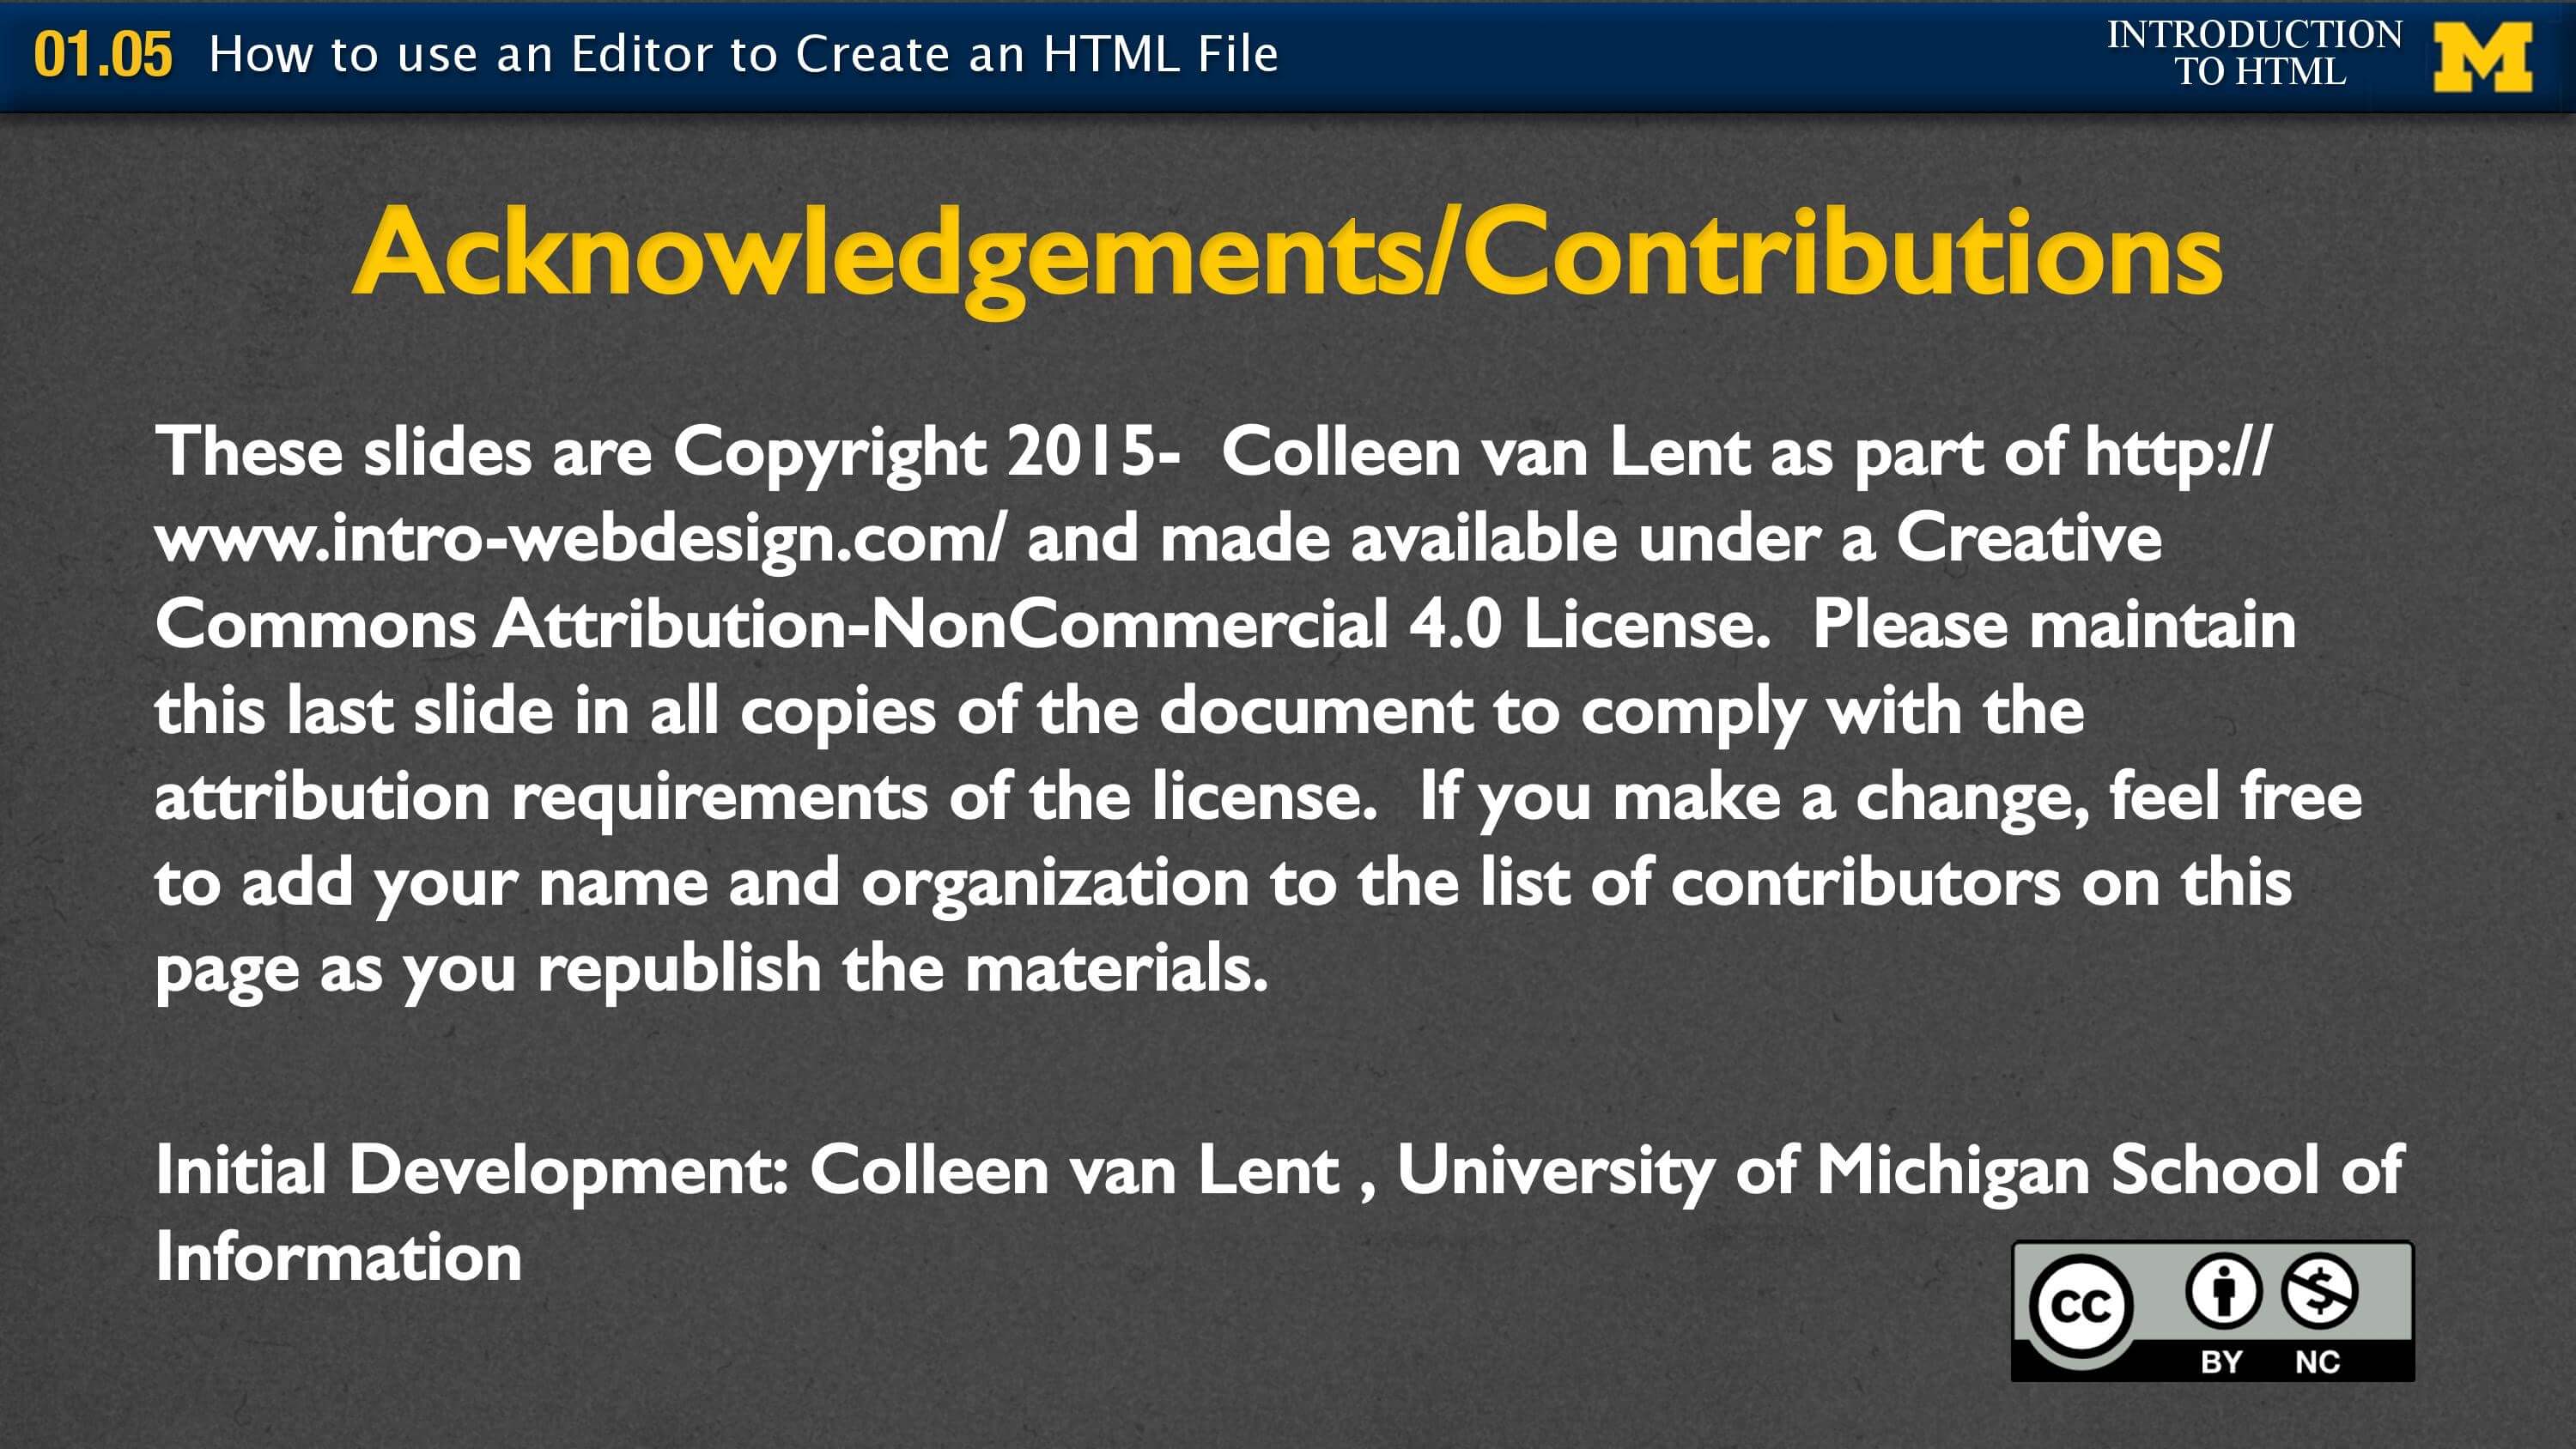 01.05 How to use an Editor to Create an HTML File
INTRODUCTION
TO HTML
M
Acknowledgements/Contributions
These slides are Copyright 2015-  Colleen van Lent as part of http://
www.intro-webdesign.com/ and made available under a Creative
Commons Attribution-NonCommercial 4.0 License.  Please maintain
this last slide in all copies of the document to comply with the
attribution requirements of the license.  If you make a change, feel free
to add your name and organization to the list of contributors on this
page as you republish the materials.
Initial Development: Colleen van Lent , University of Michigan School of
Information
cc
BY NC